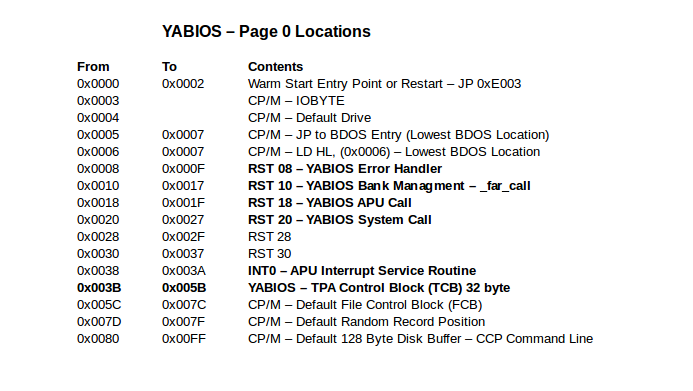 YABIOS – Page 0 Locations
From To Contents
0x0000 0x0002 Warm Start Entry Point or Restart – JP 0xE003
0x0003 CP/M – IOBYTE
0x0004 CP/M – Default Drive
0x0005 0x0007 CP/M – JP to BDOS Entry (Lowest BDOS Location)
0x0006 0x0007 CP/M – LD HL, (0x0006) – Lowest BDOS Location
0x0008 0x000F RST 08 – YABIOS Error Handler
0x0010 0x0017 RST 10 – YABIOS Bank Managment – _far_call
0x0018 0x001F RST 18 – YABIOS APU Call
0x0020 0x0027 RST 20 – YABIOS System Call
0x0028 0x002F RST 28
0x0030 0x0037 RST 30
0x0038 0x003A INT0 – APU Interrupt Service Routine
0x003B 0x005B YABIOS – TPA Control Block (TCB) 32 byte
0x005C 0x007C CP/M – Default File Control Block (FCB)
0x007D 0x007F CP/M – Default Random Record Position
0x0080 0x00FF CP/M – Default 128 Byte Disk Buffer – CCP Command Line